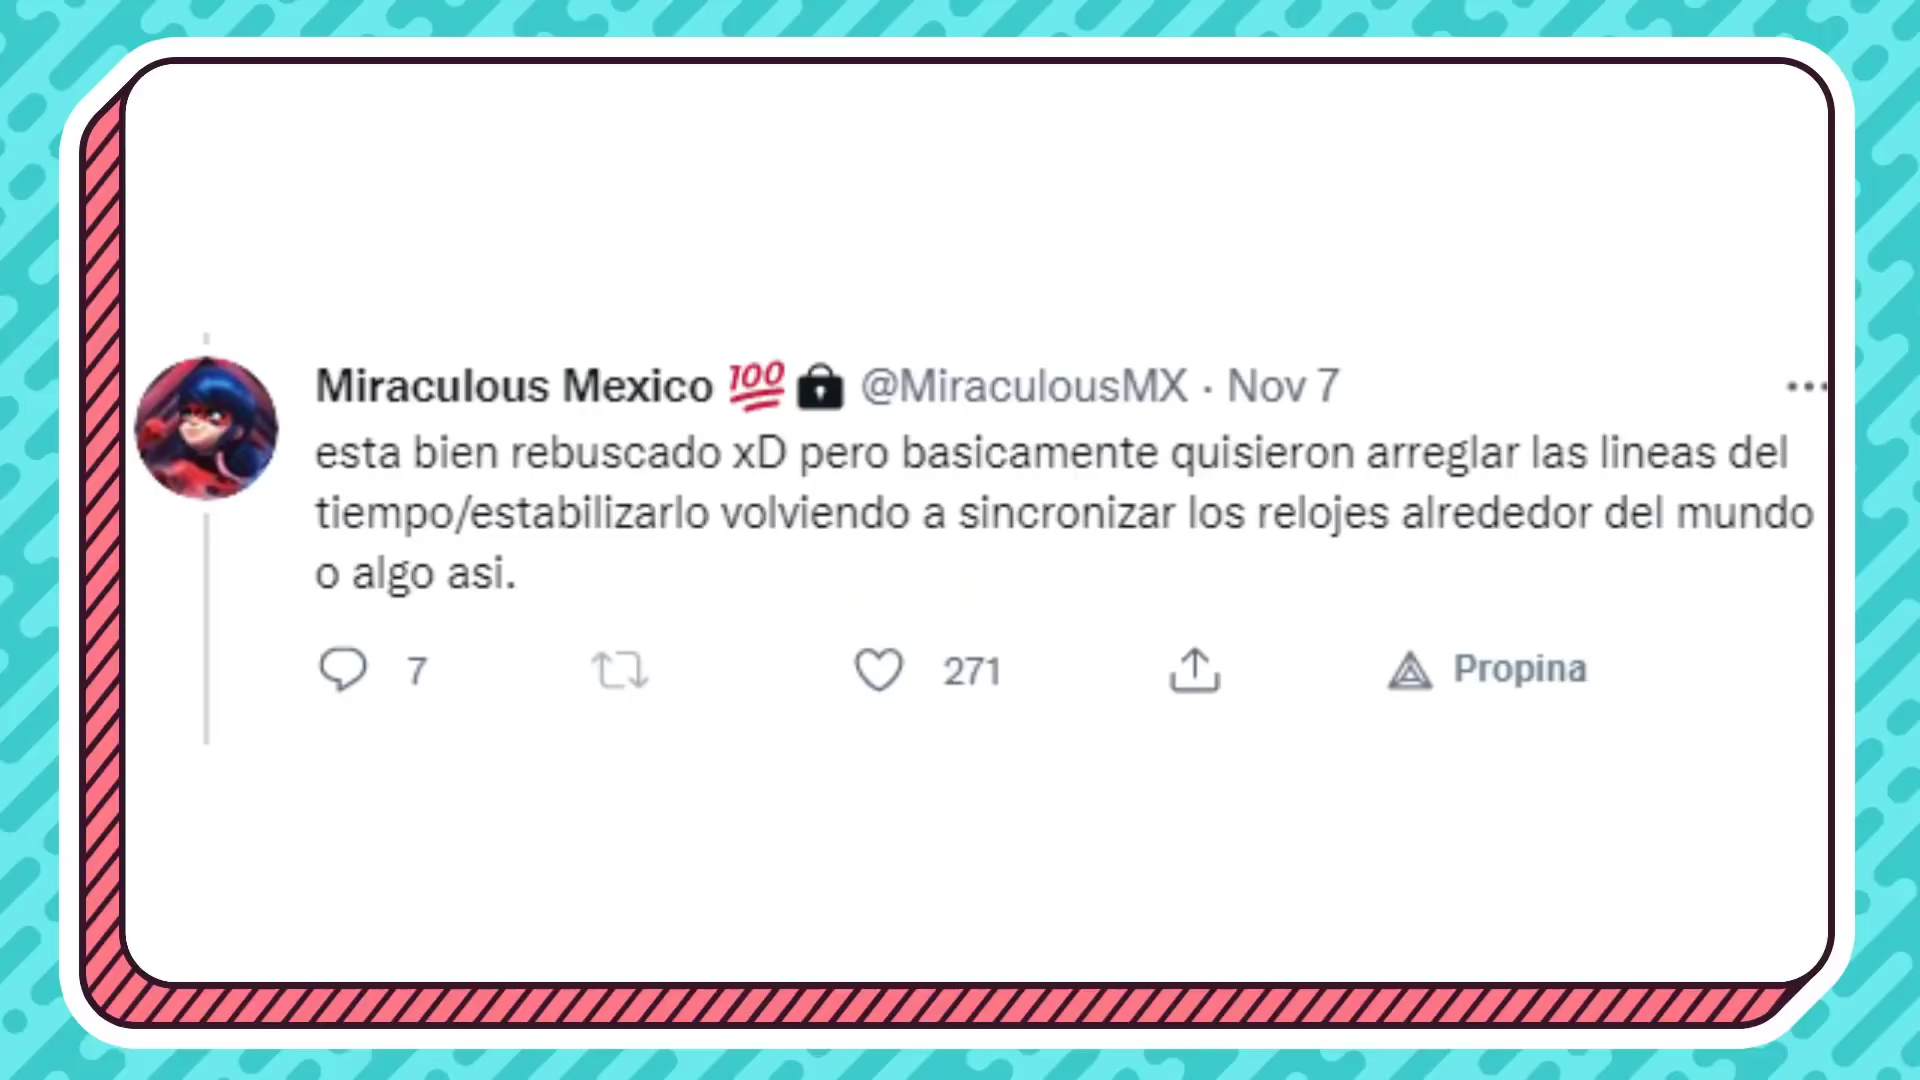 Miraculous Mexico 💯 🔒 @MiraculousMX · Nov 7
esta bien rebuscado xD pero basicamente quisieron arreglar las lineas del
tiempo/estabilizarlo volviendo a sincronizar los relojes alrededor del mundo
o algo asi.
7 271 Propina